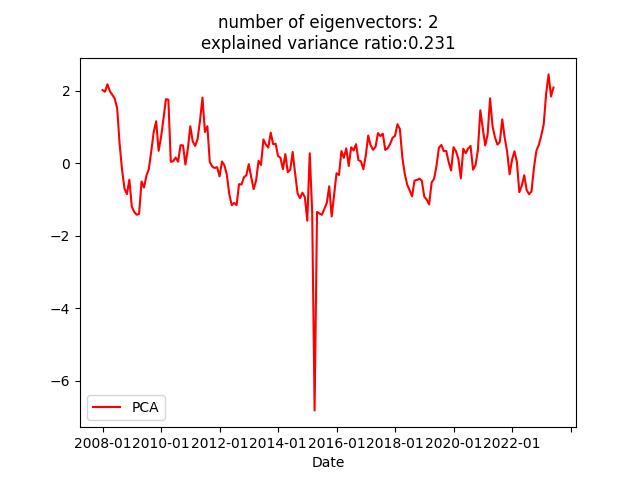 number of eigenvectors: 2
explained variance ratio:0.231
2
0
−2
−4
−6
PCA
2008-012010-012012-012014-012016-012018-012020-012022-01
Date